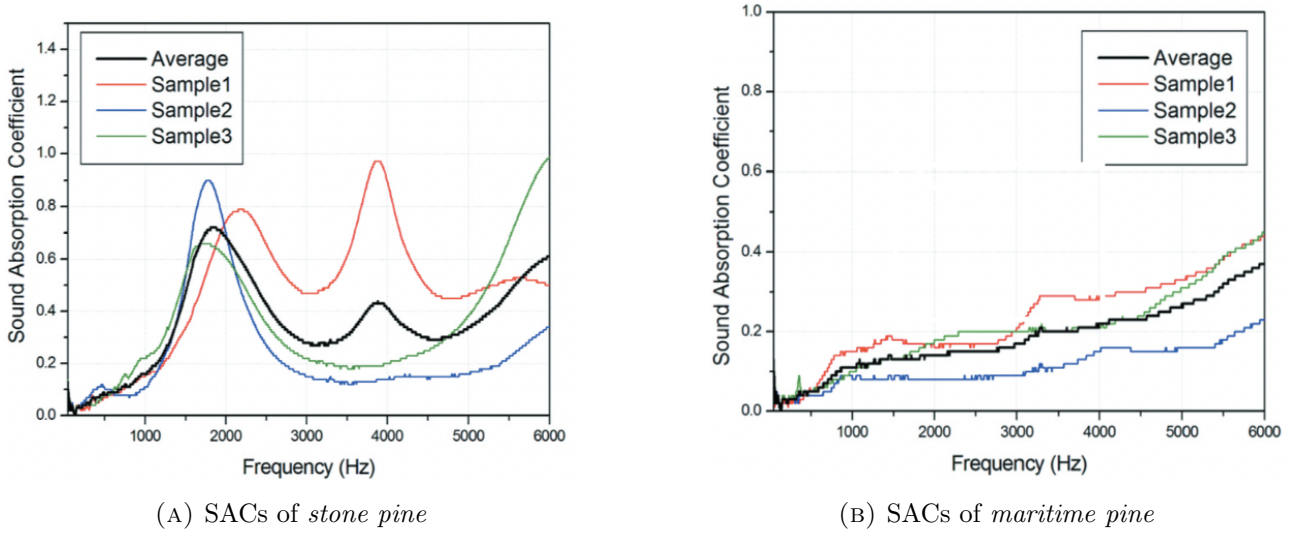 Sound Absorption Coefficient
1.4
1.2
1.0
0.8
0.6
0.4
0.2
0.0
Average
Sample1
Sample2
Sample3
1000 2000 3000 4000 5000 6000
Frequency (Hz)
(A) SACs of stone pine
Sound Absorption Coefficient
1.0
0.8
0.6
0.4
0.2
0.0
Average
Sample1
Sample2
Sample3
1000 2000 3000 4000 5000 6000
Frequency (Hz)
(B) SACs of maritime pine